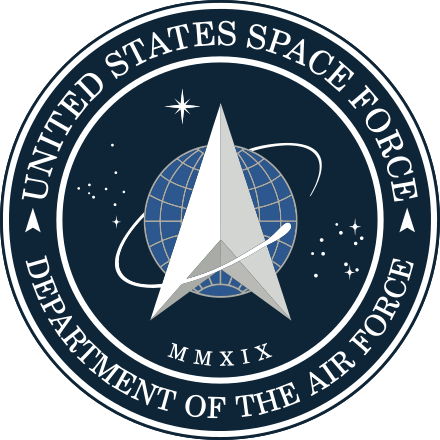 UNITED STATES SPACE FORCE
MMXIX
DEPARTMENT OF THE AIR FORCE